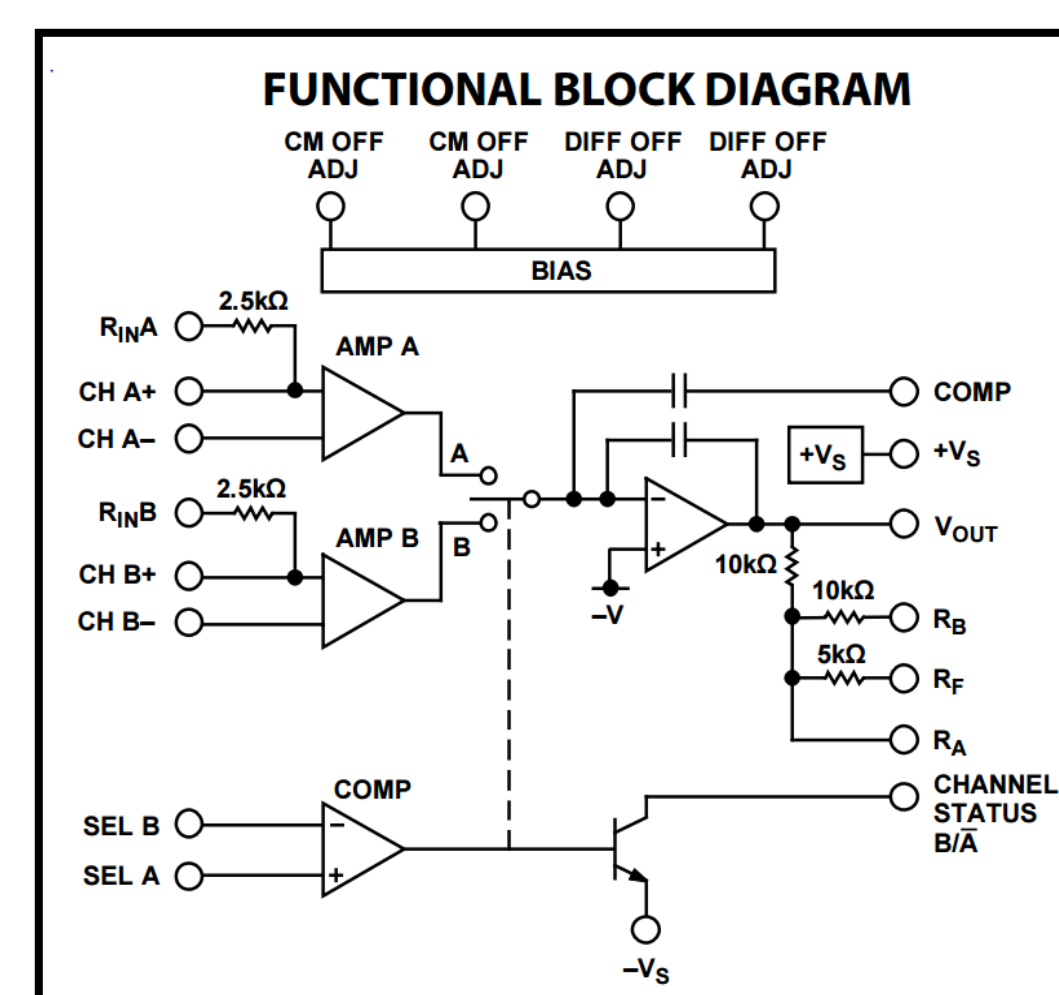 FUNCTIONAL BLOCK DIAGRAM
CM OFF ADJ
CM OFF ADJ
DIFF OFF ADJ
DIFF OFF ADJ
BIAS
2.5kΩ
RINA
AMP A
CH A+
CH A–
A
COMP
+VS
+VS
2.5kΩ
RINB
AMP B
B
–
+
VOUT
CH B+
CH B–
–V
10kΩ
10kΩ
RB
5kΩ
RF
RA
COMP
CHANNEL
STATUS
B/A̅
SEL B
–
SEL A
+
–VS